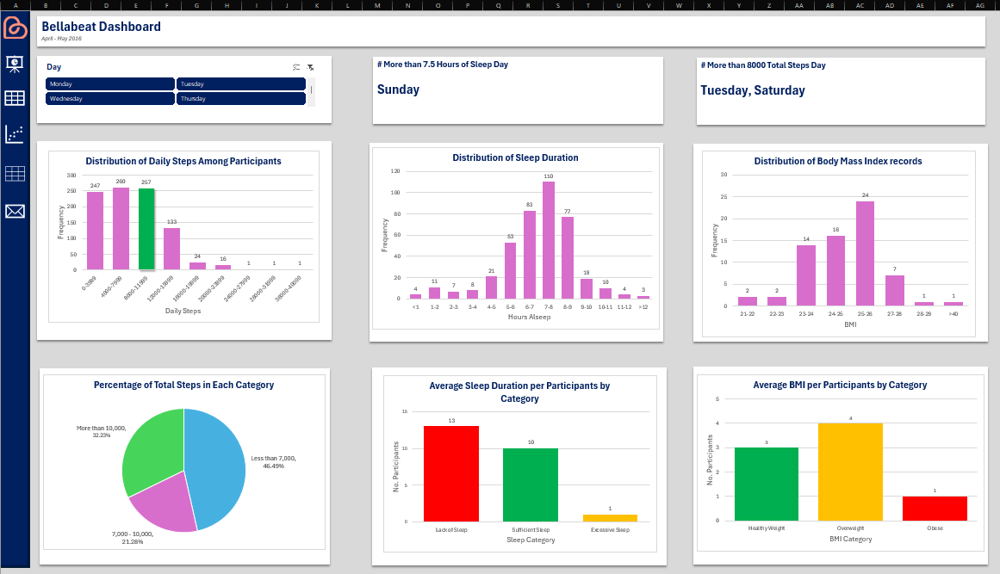 A B C D E F G H I J K L M N O P Q R S T U V W X Y Z AA AB AC AD AE AF AG
Bellabeat Dashboard
April - May 2016
Day
Monday
Tuesday
Wednesday
Thursday
# More than 7.5 Hours of Sleep Day
Sunday
# More than 8000 Total Steps Day
Tuesday, Saturday
Distribution of Daily Steps Among Participants
Frequency
300
250
200
150
100
50
0
247
260
257
133
24
16
1
1
1
0-3999
4000-7999
8000-11999
12000-15999
16000-19999
20000-23999
24000-27999
28000-31999
36000-40000
Daily Steps
Distribution of Sleep Duration
Frequency
120
100
80
60
40
20
0
4
11
7
8
21
53
83
110
77
19
10
4
3
<1
1-2
2-3
3-4
4-5
5-6
6-7
7-8
8-9
9-10
10-11
11-12
>12
Hours Alseep
Distribution of Body Mass Index records
Frequency
30
25
20
15
10
5
0
2
2
14
16
24
7
1
1
21-22
22-23
23-24
24-25
25-26
27-28
28-29
>40
BMI
Percentage of Total Steps in Each Category
More than 10,000,
32.23%
Less than 7,000,
46.49%
7,000 - 10,000,
21.28%
Average Sleep Duration per Participants by
Category
No. Participants
15
10
5
0
13
10
1
Lack of Sleep
Sufficient Sleep
Excessive Sleep
Sleep Category
Average BMI per Participants by Category
No. Participants
5
4
3
2
1
0
3
4
1
Healthy Weight
Overweight
Obese
BMI Category